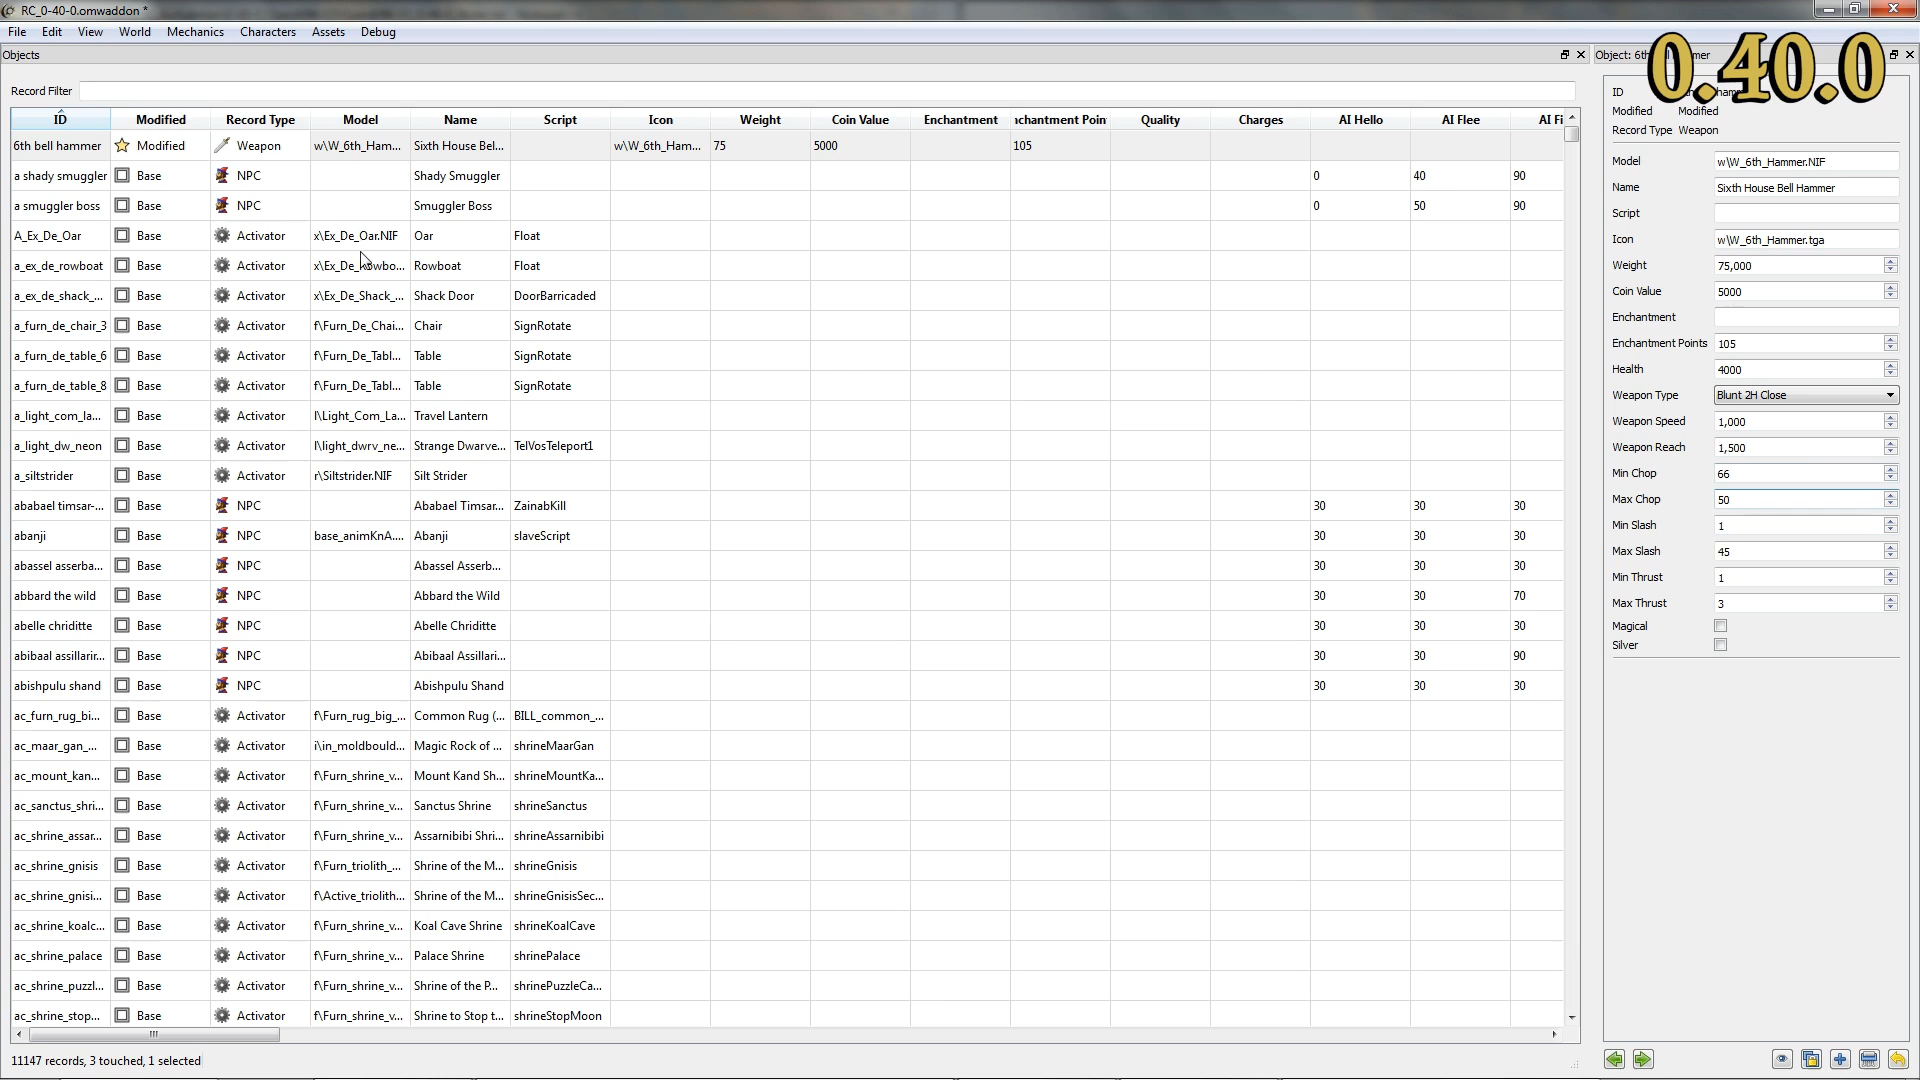 RC_0-40-0.omwaddon *
File Edit View World Mechanics Characters Assets Debug
Objects
Object: 6th
mer
0.40.0
Record Filter
ID Modified Record Type Model Name Script Icon Weight Coin Value Enchantment nchantment Poin Quality Charges AI Hello AI Flee AI Fi
6th bell hammer Modified Weapon w\W_6th_Ham... Sixth House Bel... w\W_6th_Ham... 75 5000 105
a shady smuggler Base NPC Shady Smuggler 0 40 90
a smuggler boss Base NPC Smuggler Boss 0 50 90
A_Ex_De_Oar Base Activator x\Ex_De_Oar.NIF Oar Float
a_ex_de_rowboat Base Activator x\Ex_De_Rowbo... Rowboat Float
a_ex_de_shack_... Base Activator x\Ex_De_Shack_... Shack Door DoorBarricaded
a_furn_de_chair_3 Base Activator f\Furn_De_Chai... Chair SignRotate
a_furn_de_table_6 Base Activator f\Furn_De_Tabl... Table SignRotate
a_furn_de_table_8 Base Activator f\Furn_De_Tabl... Table SignRotate
a_light_com_la... Base Activator l\Light_Com_La... Travel Lantern
a_light_dw_neon Base Activator l\light_dwrv_ne... Strange Dwarve... TelVosTeleport1
a_siltstrider Base Activator r\Siltstrider.NIF Silt Strider
ababael timsar-... Base NPC Ababael Timsar... ZainabKill 30 30 30
abanji Base NPC base_animKnA.... Abanji slaveScript 30 30 30
abassel asserba... Base NPC Abassel Asserb... 30 30 30
abbard the wild Base NPC Abbard the Wild 30 30 70
abelle chriditte Base NPC Abelle Chriditte 30 30 30
abibaal assillarir... Base NPC Abibaal Assillari... 30 30 90
abishpulu shand Base NPC Abishpulu Shand 30 30 30
ac_furn_rug_bi... Base Activator f\Furn_rug_big_... Common Rug (... BILL_common_...
ac_maar_gan_... Base Activator i\in_moldbould... Magic Rock of ... shrineMaarGan
ac_mount_kan... Base Activator f\Furn_shrine_v... Mount Kand Sh... shrineMountKa...
ac_sanctus_shri... Base Activator f\Furn_shrine_v... Sanctus Shrine shrineSanctus
ac_shrine_assar... Base Activator f\Furn_shrine_v... Assarnibibi Shri... shrineAssarnibibi
ac_shrine_gnisis Base Activator f\Furn_triolith_... Shrine of the M... shrineGnisis
ac_shrine_gnisi... Base Activator f\Active_triolith... Shrine of the M... shrineGnisisSec...
ac_shrine_koalc... Base Activator f\Furn_shrine_v... Koal Cave Shrine shrineKoalCave
ac_shrine_palace Base Activator f\Furn_shrine_v... Palace Shrine shrinePalace
ac_shrine_puzzl... Base Activator f\Furn_shrine_v... Shrine of the P... shrinePuzzleCa...
ac_shrine_stop... Base Activator f\Furn_shrine_v... Shrine to Stop t... shrineStopMoon
11147 records, 3 touched, 1 selected
ID
Modified Modified
Record Type Weapon
Model w\W_6th_Hammer.NIF
Name Sixth House Bell Hammer
Script
Icon w\W_6th_Hammer.tga
Weight 75,000
Coin Value 5000
Enchantment
Enchantment Points 105
Health 4000
Weapon Type Blunt 2H Close
Weapon Speed 1,000
Weapon Reach 1,500
Min Chop 66
Max Chop 50
Min Slash 1
Max Slash 45
Min Thrust 1
Max Thrust 3
Magical
Silver